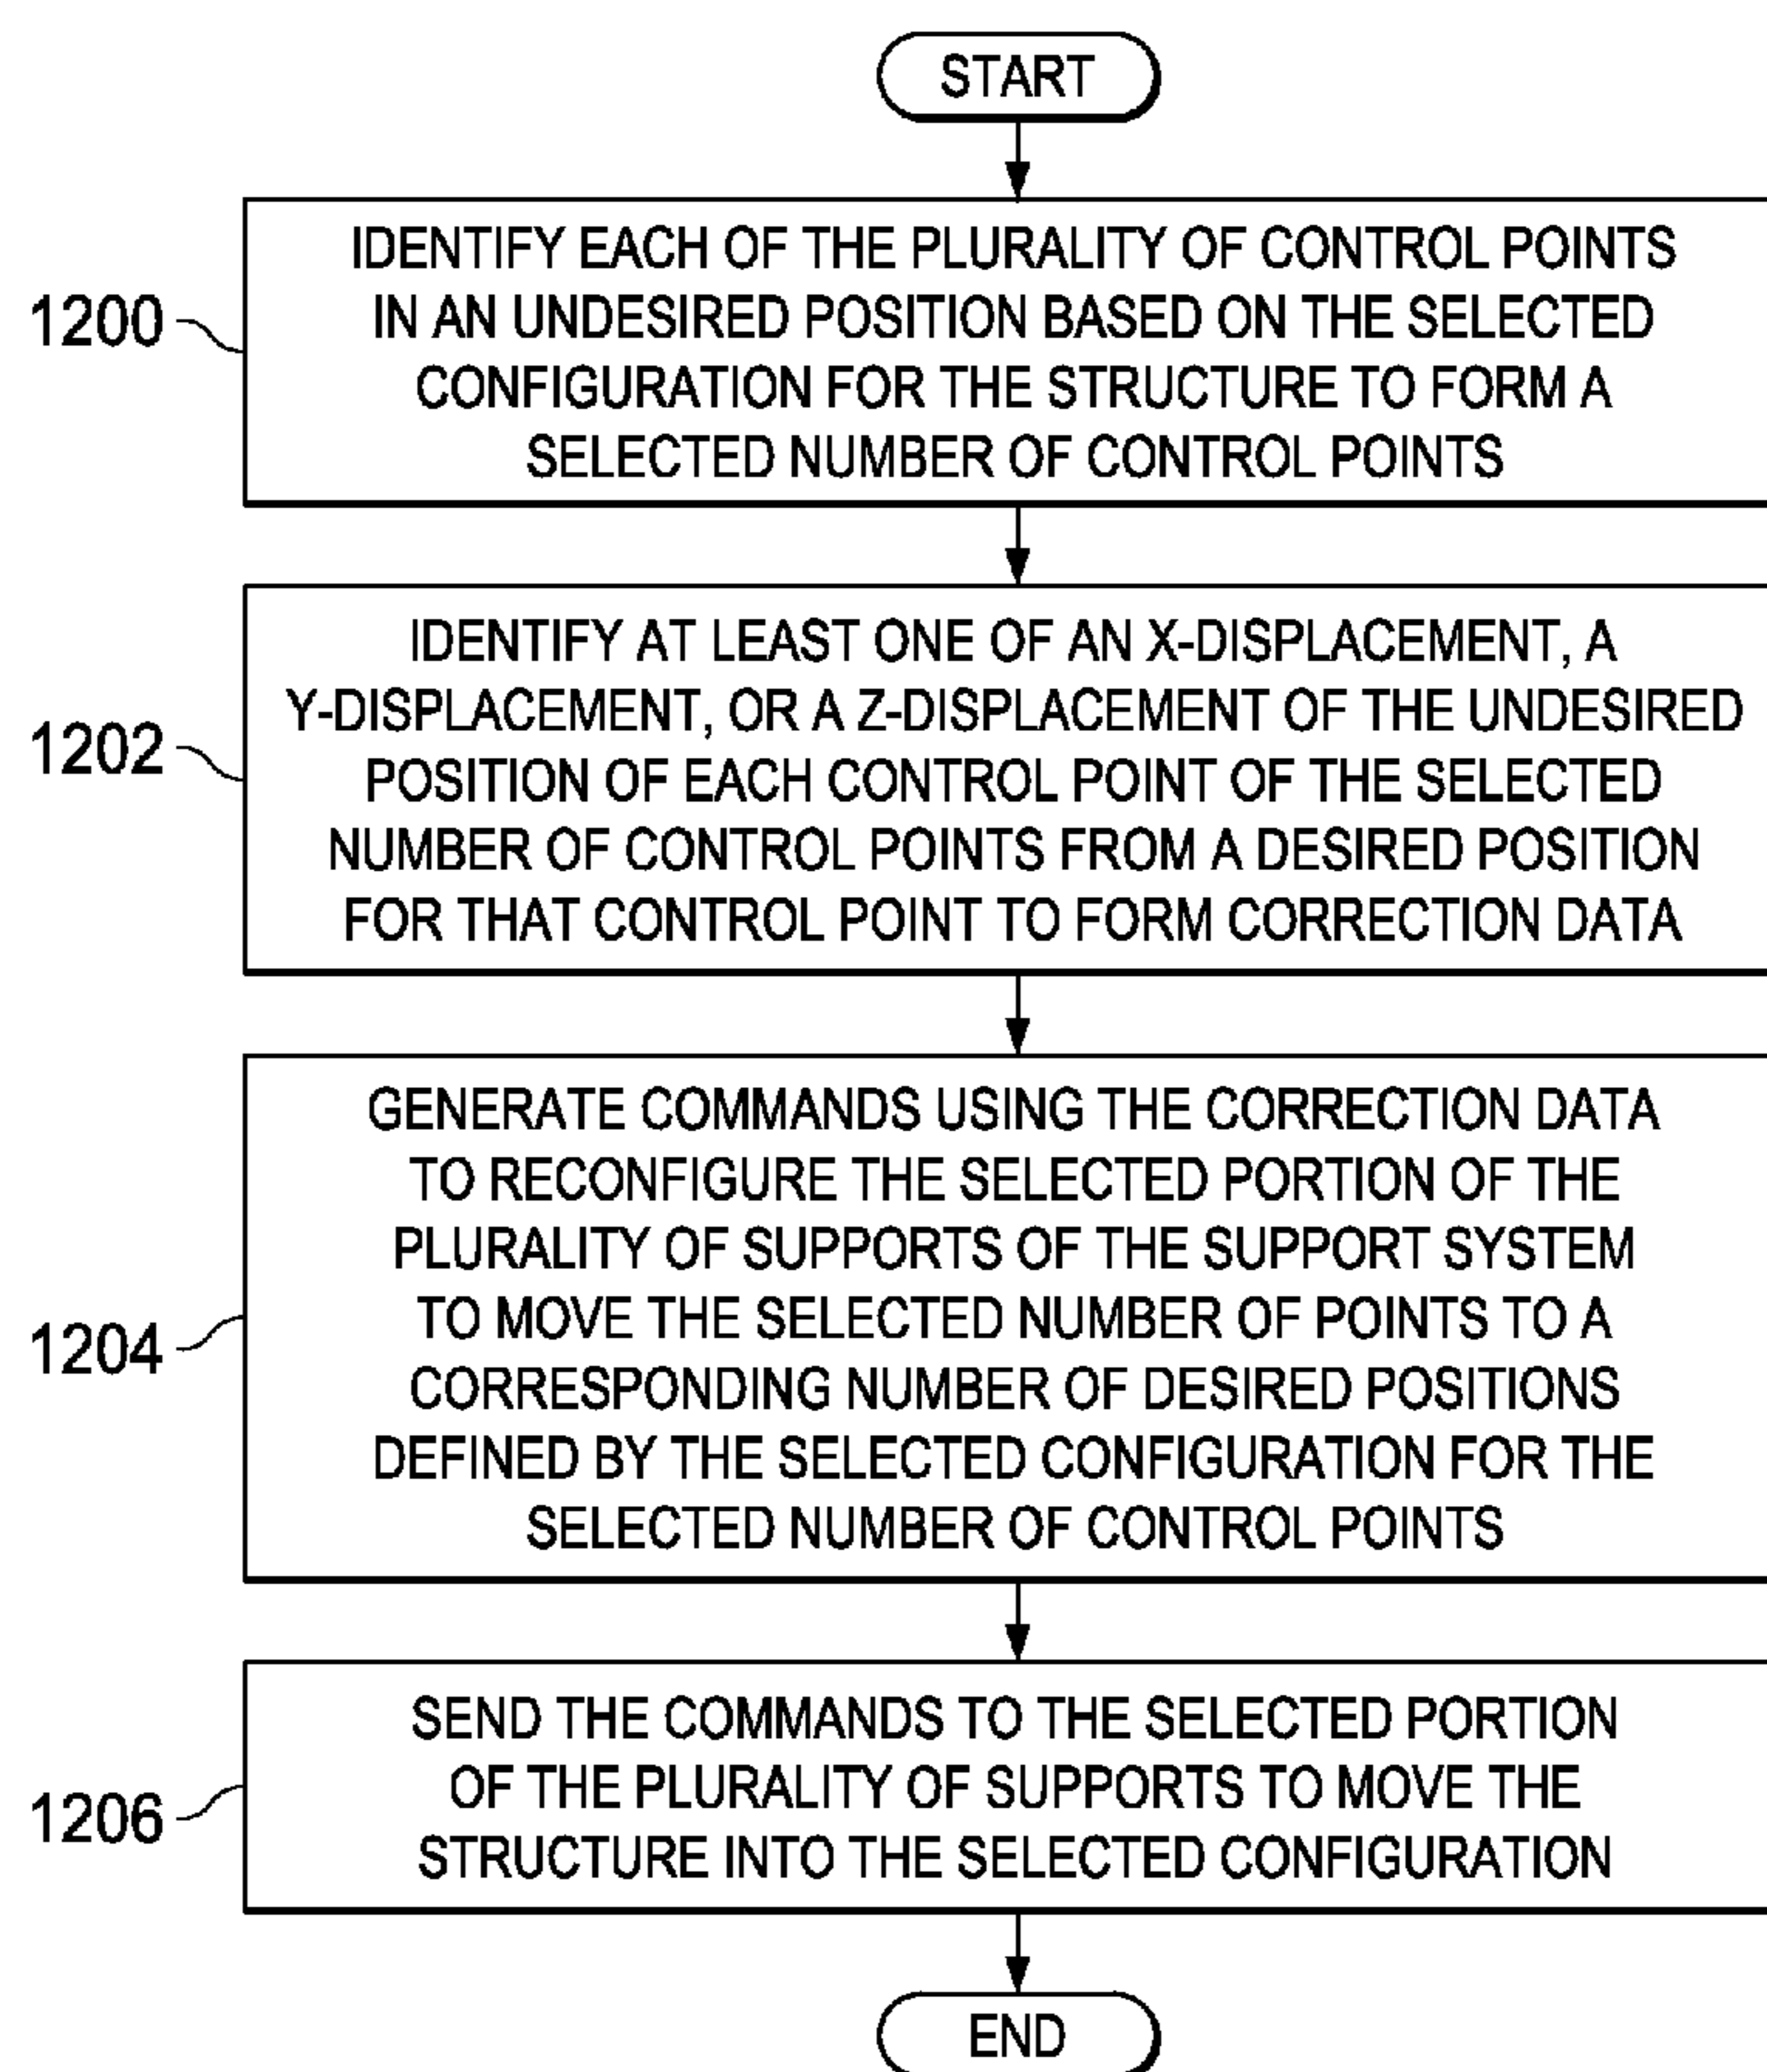 START
1200
IDENTIFY EACH OF THE PLURALITY OF CONTROL POINTS
IN AN UNDESIRED POSITION BASED ON THE SELECTED
CONFIGURATION FOR THE STRUCTURE TO FORM A
SELECTED NUMBER OF CONTROL POINTS
1202
IDENTIFY AT LEAST ONE OF AN X-DISPLACEMENT, A
Y-DISPLACEMENT, OR A Z-DISPLACEMENT OF THE UNDESIRED
POSITION OF EACH CONTROL POINT OF THE SELECTED
NUMBER OF CONTROL POINTS FROM A DESIRED POSITION
FOR THAT CONTROL POINT TO FORM CORRECTION DATA
1204
GENERATE COMMANDS USING THE CORRECTION DATA
TO RECONFIGURE THE SELECTED PORTION OF THE
PLURALITY OF SUPPORTS OF THE SUPPORT SYSTEM
TO MOVE THE SELECTED NUMBER OF POINTS TO A
CORRESPONDING NUMBER OF DESIRED POSITIONS
DEFINED BY THE SELECTED CONFIGURATION FOR THE
SELECTED NUMBER OF CONTROL POINTS
1206
SEND THE COMMANDS TO THE SELECTED PORTION
OF THE PLURALITY OF SUPPORTS TO MOVE THE
STRUCTURE INTO THE SELECTED CONFIGURATION
END